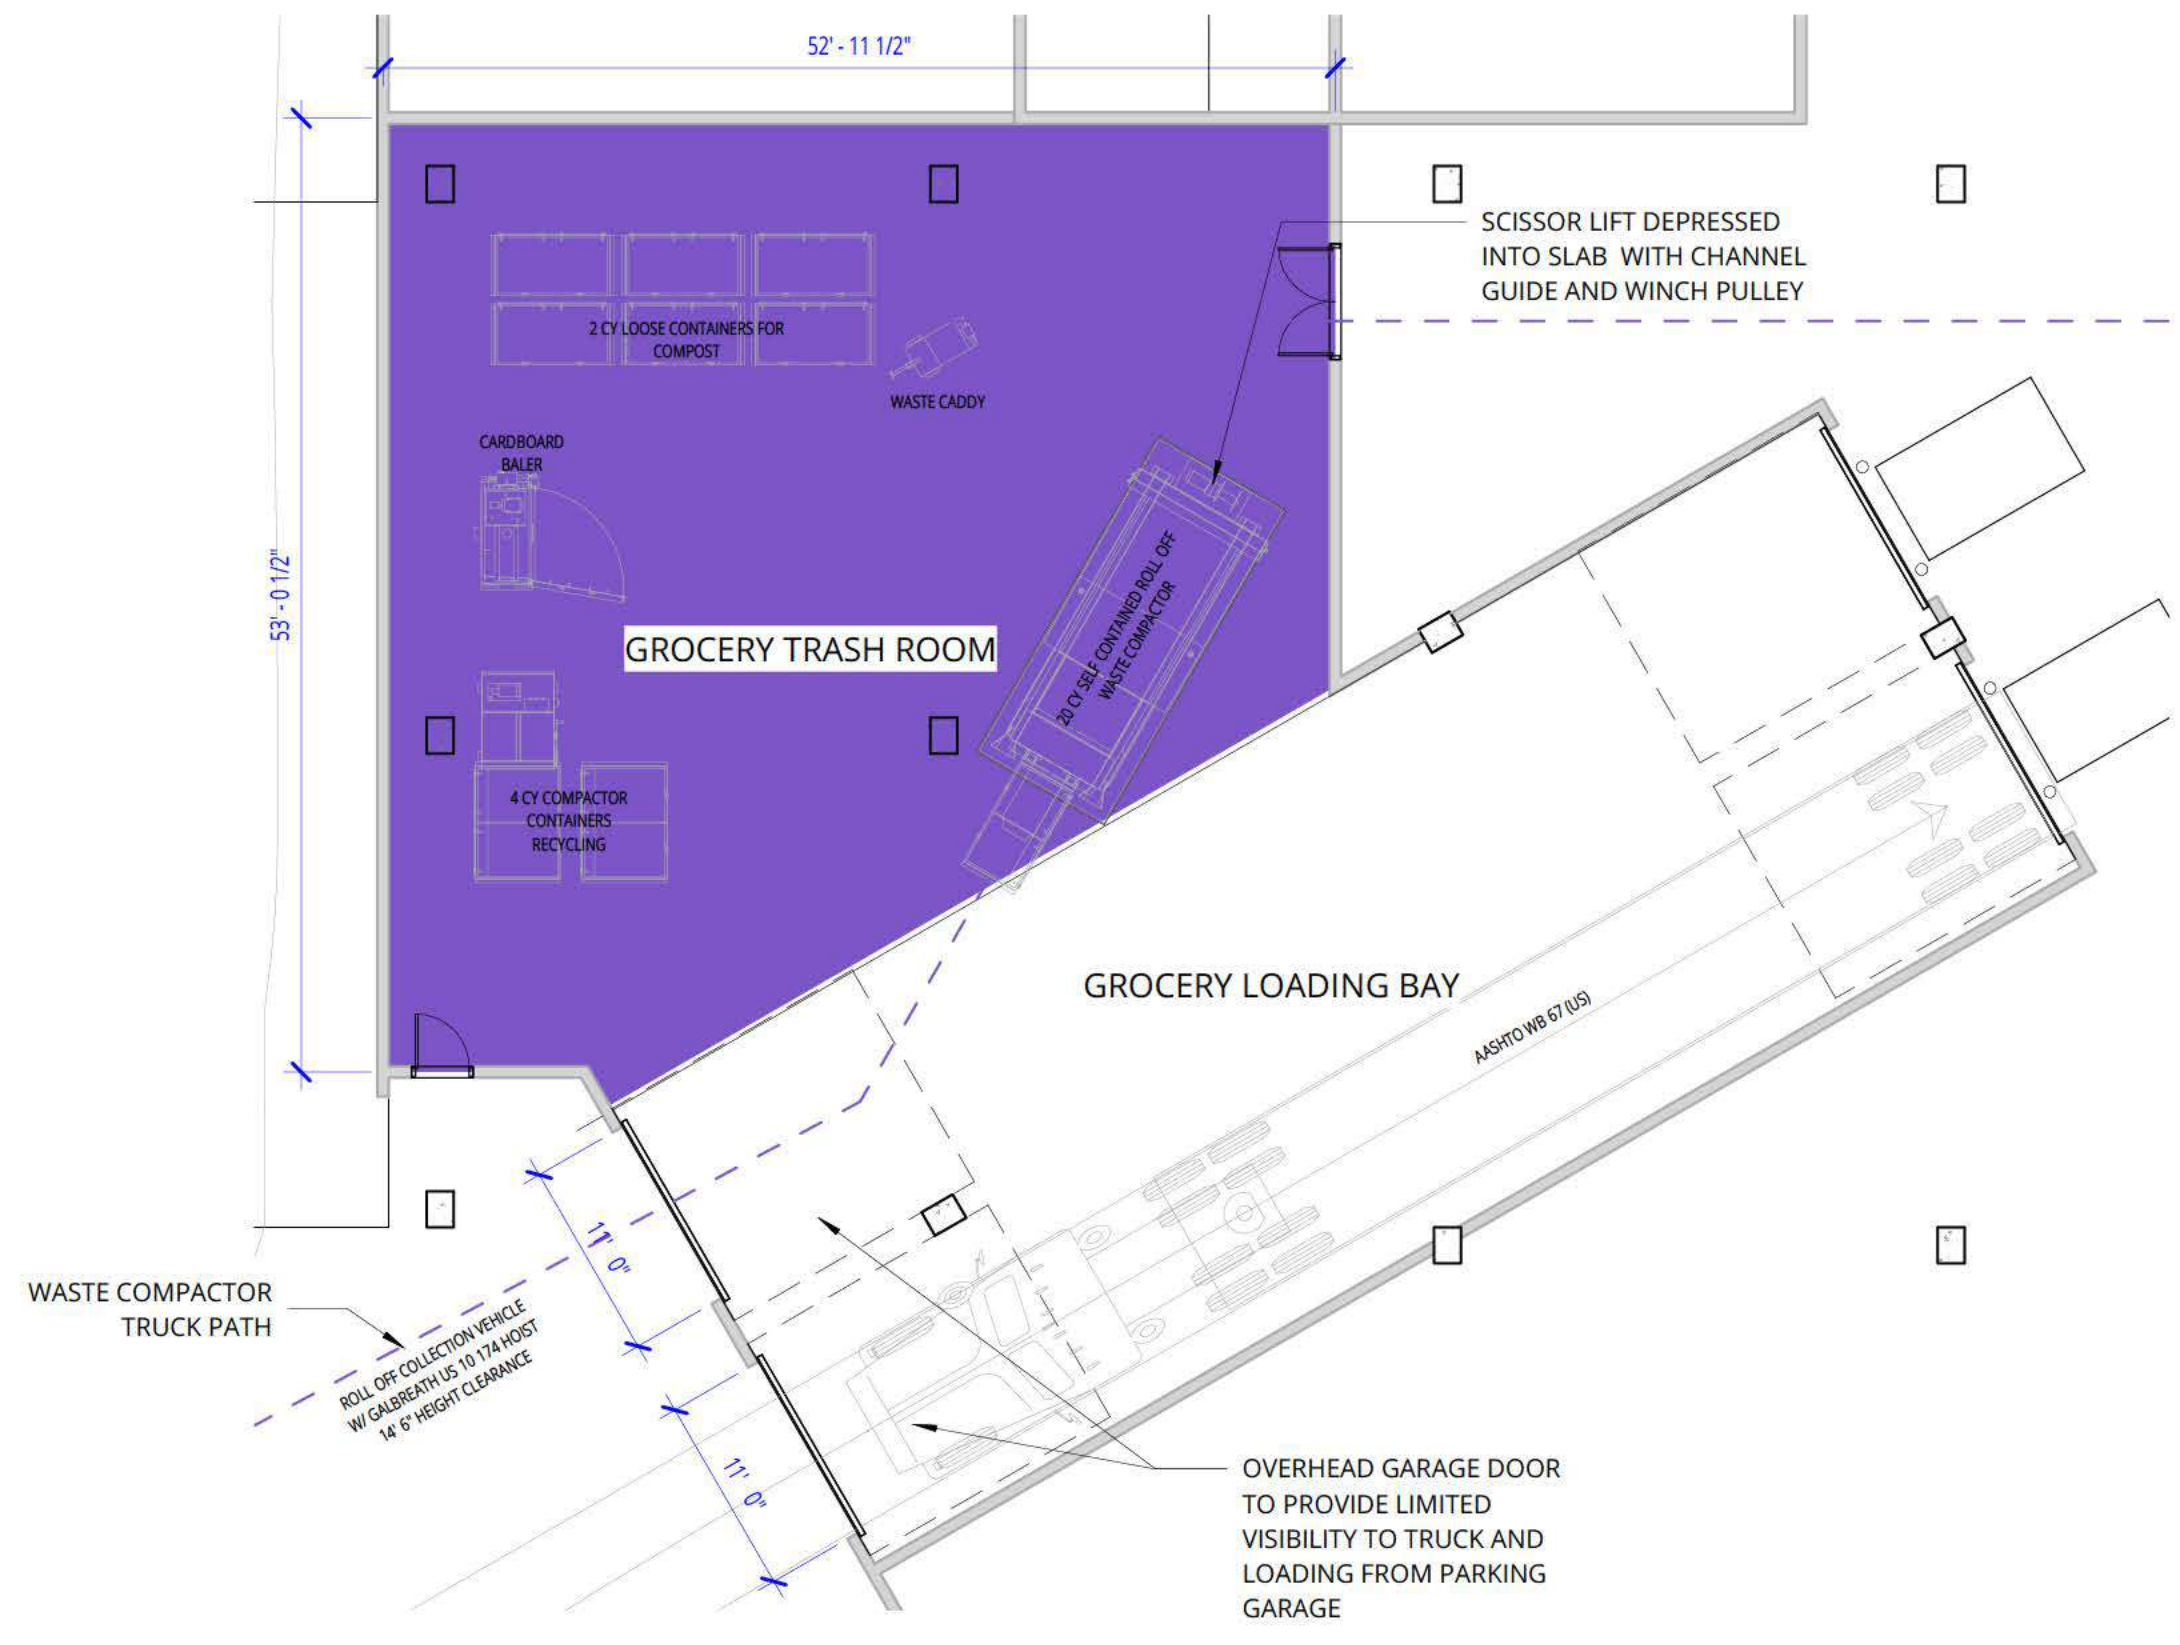 52' - 11 1/2"
SCISSOR LIFT DEPRESSED
INTO SLAB WITH CHANNEL
GUIDE AND WINCH PULLEY
2 CY LOOSE CONTAINERS FOR
COMPOST
WASTE CADDY
CARDBOARD
BALER
53' - 0 1/2"
20 CY SELF CONTAINED ROLL OFF
WASTE COMPACTOR
GROCERY TRASH ROOM
4 CY COMPACTOR
CONTAINERS
RECYCLING
GROCERY LOADING BAY
AASHTO WB 67 (US)
11' 0"
WASTE COMPACTOR
TRUCK PATH
ROLL OFF COLLECTION VEHICLE
W/ GALBREATH US 10 174 HOIST
14' 6" HEIGHT CLEARANCE
11' 0"
OVERHEAD GARAGE DOOR
TO PROVIDE LIMITED
VISIBILITY TO TRUCK AND
LOADING FROM PARKING
GARAGE